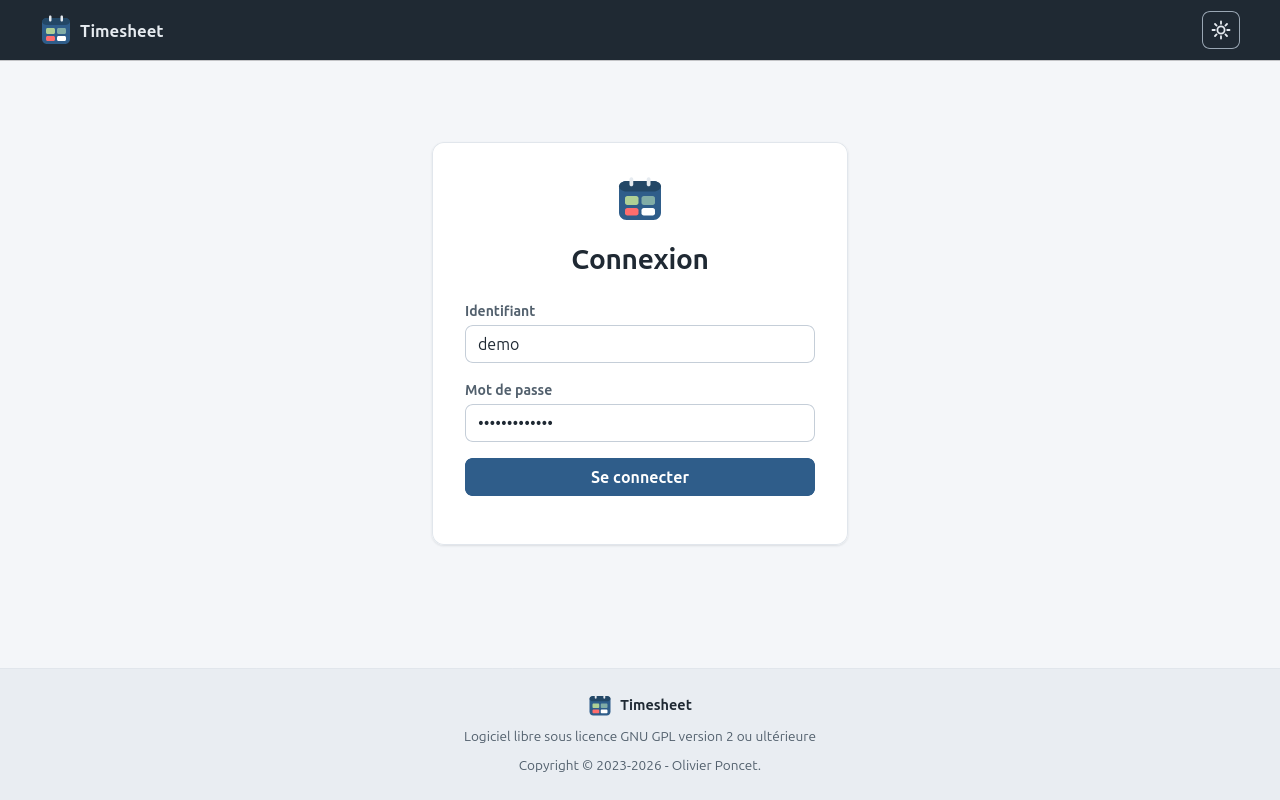 Timesheet
Connexion
Identifiant
demo
Mot de passe
•••••••••••••
Se connecter
Timesheet
Logiciel libre sous licence GNU GPL version 2 ou ultérieure
Copyright © 2023-2026 - Olivier Poncet.